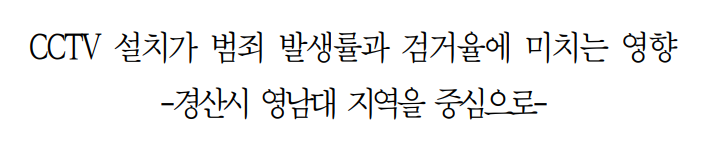 CCTV 설치가 범죄 발생률과 검거율에 미치는 영향
-경산시 영남대 지역을 중심으로-